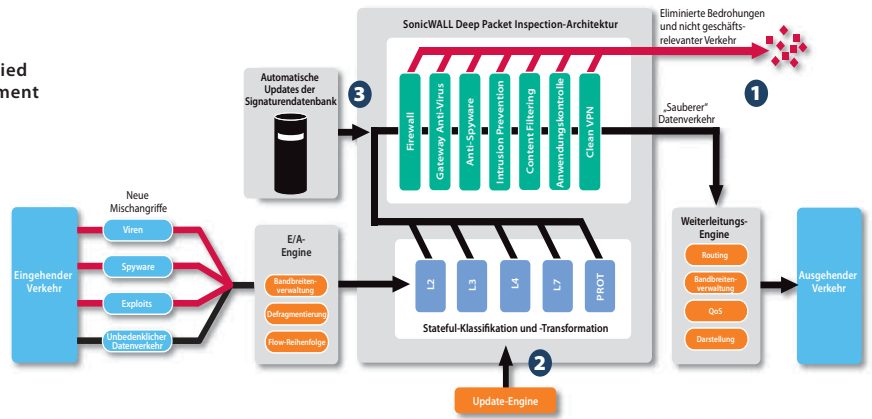 ied
ment
SonicWALL Deep Packet Inspection-Architektur
Eliminierte Bedrohungen
und nicht geschäfts-
relevanter Verkehr
1
Automatische
Updates der
Signaturendatenbank
3
Firewall
Gateway Anti-Virus
Anti-Spyware
Intrusion Prevention
Content Filtering
Anwendungskontrolle
Clean VPN
„Sauberer“
Datenverkehr
Neue
Mischangriffe
Eingehender
Verkehr
Viren
Spyware
Exploits
Unbedenklicher
Datenverkehr
E/A-
Engine
Bandbreiten-
verwaltung
Defragmentierung
Flow-Reihenfolge
L2
L3
L4
L7
PROT
Stateful-Klassifikation und -Transformation
2
Update-Engine
Weiterleitungs-
Engine
Routing
Bandbreiten-
verwaltung
QoS
Darstellung
Ausgehender
Verkehr